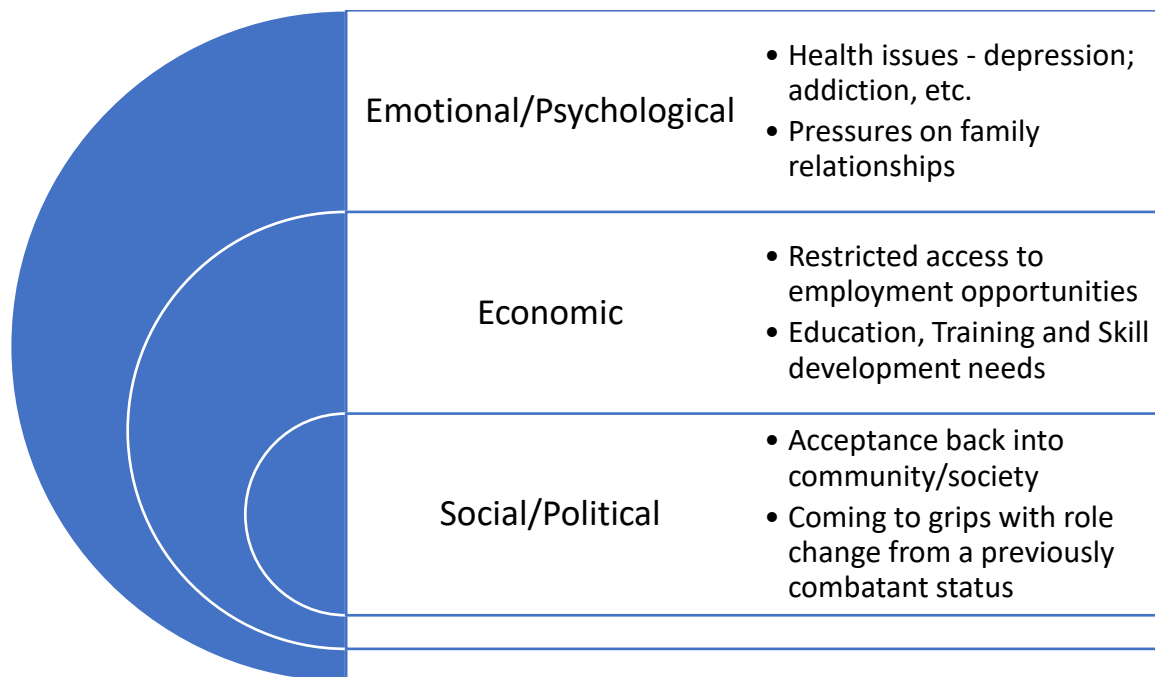 Emotional/Psychological
• Health issues - depression;
addiction, etc.
• Pressures on family
relationships
Economic
• Restricted access to
employment opportunities
• Education, Training and Skill
development needs
Social/Political
• Acceptance back into
community/society
• Coming to grips with role
change from a previously
combatant status